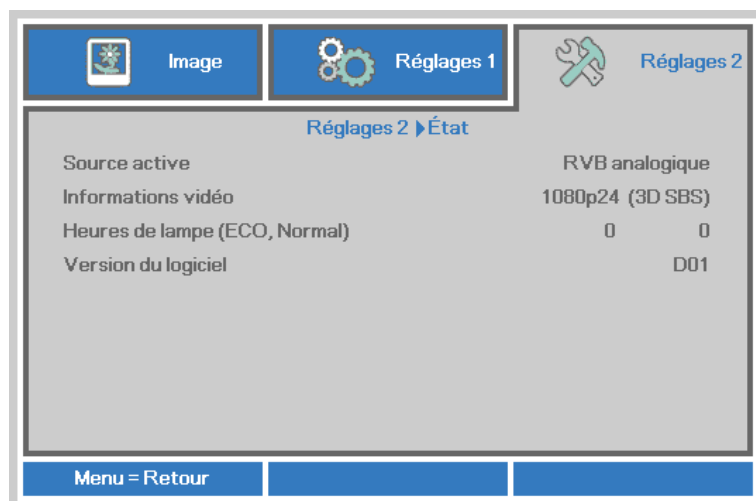 Image Réglages 1 Réglages 2
Réglages 2 ▶ État
Source active RVB analogique
Informations vidéo 1080p24 (3D SBS)
Heures de lampe (ECO, Normal) 0 0
Version du logiciel D01
Menu = Retour